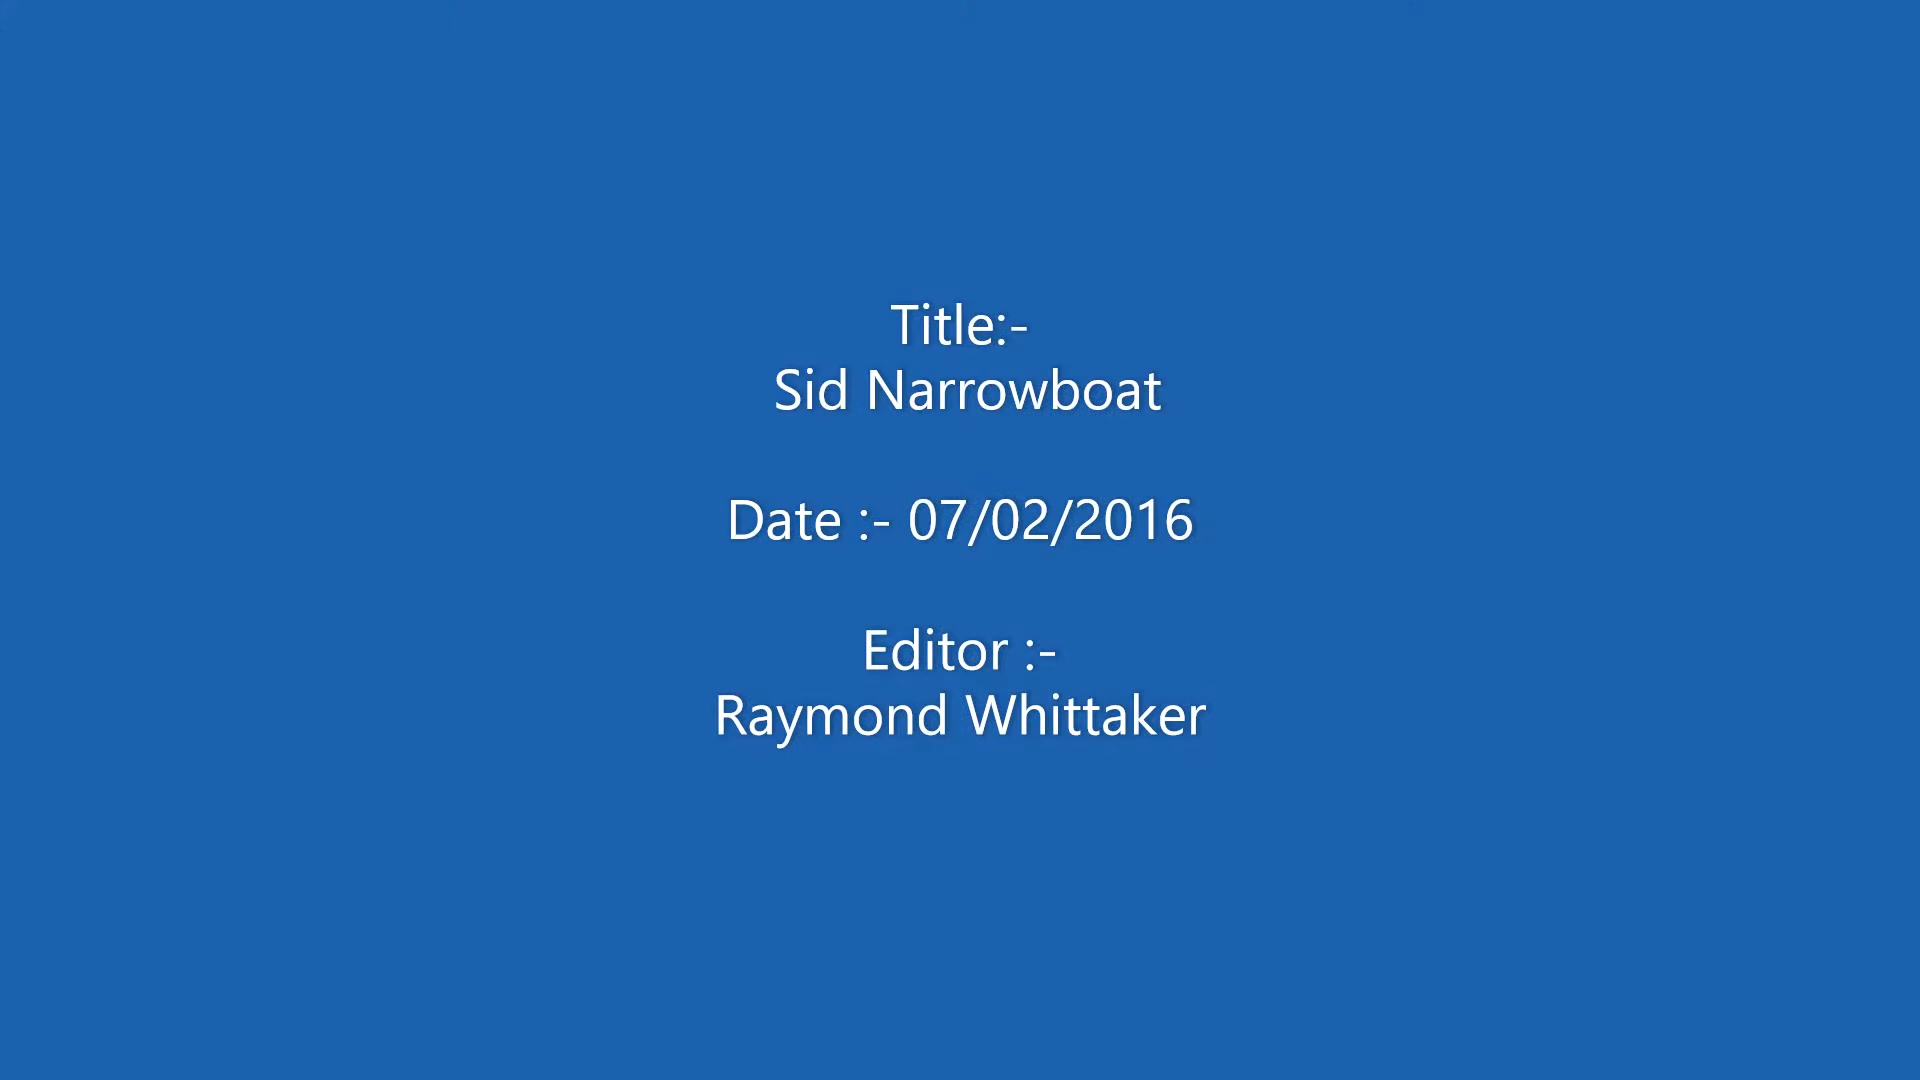 Title:-
Sid Narrowboat
Date :- 07/02/2016
Editor :-
Raymond Whittaker